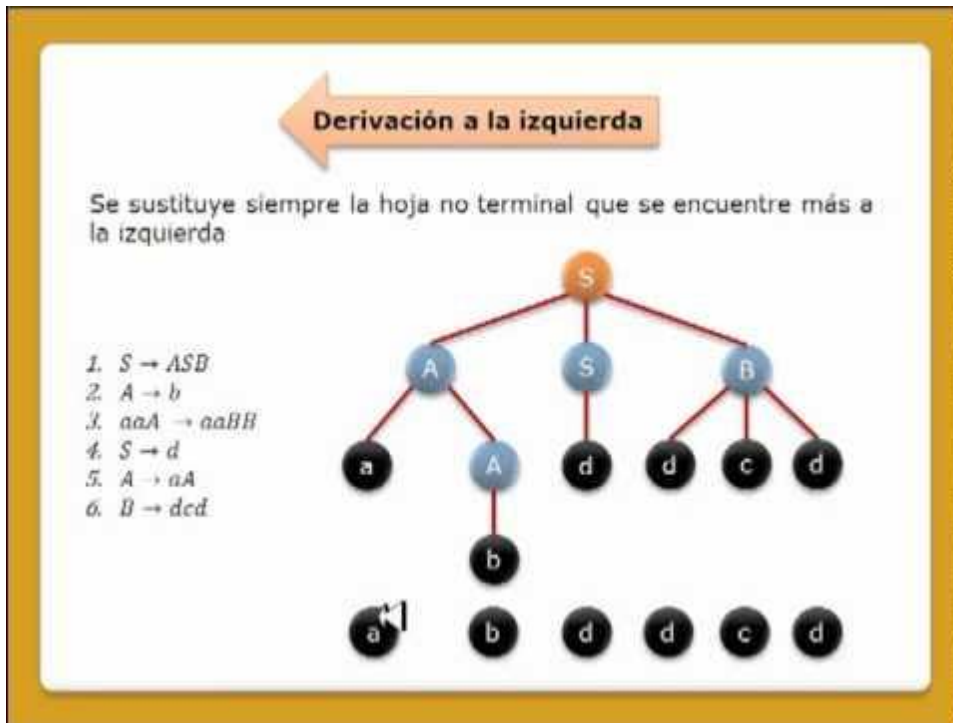 Derivación a la izquierda
Se sustituye siempre la hoja no terminal que se encuentre más a
la izquierda
1. S → ASB
2. A → b
3. aaA → aaBB
4. S → d
5. A → aA
6. B → dcd
S
A S B
a A d d c d
b
a b d d c d